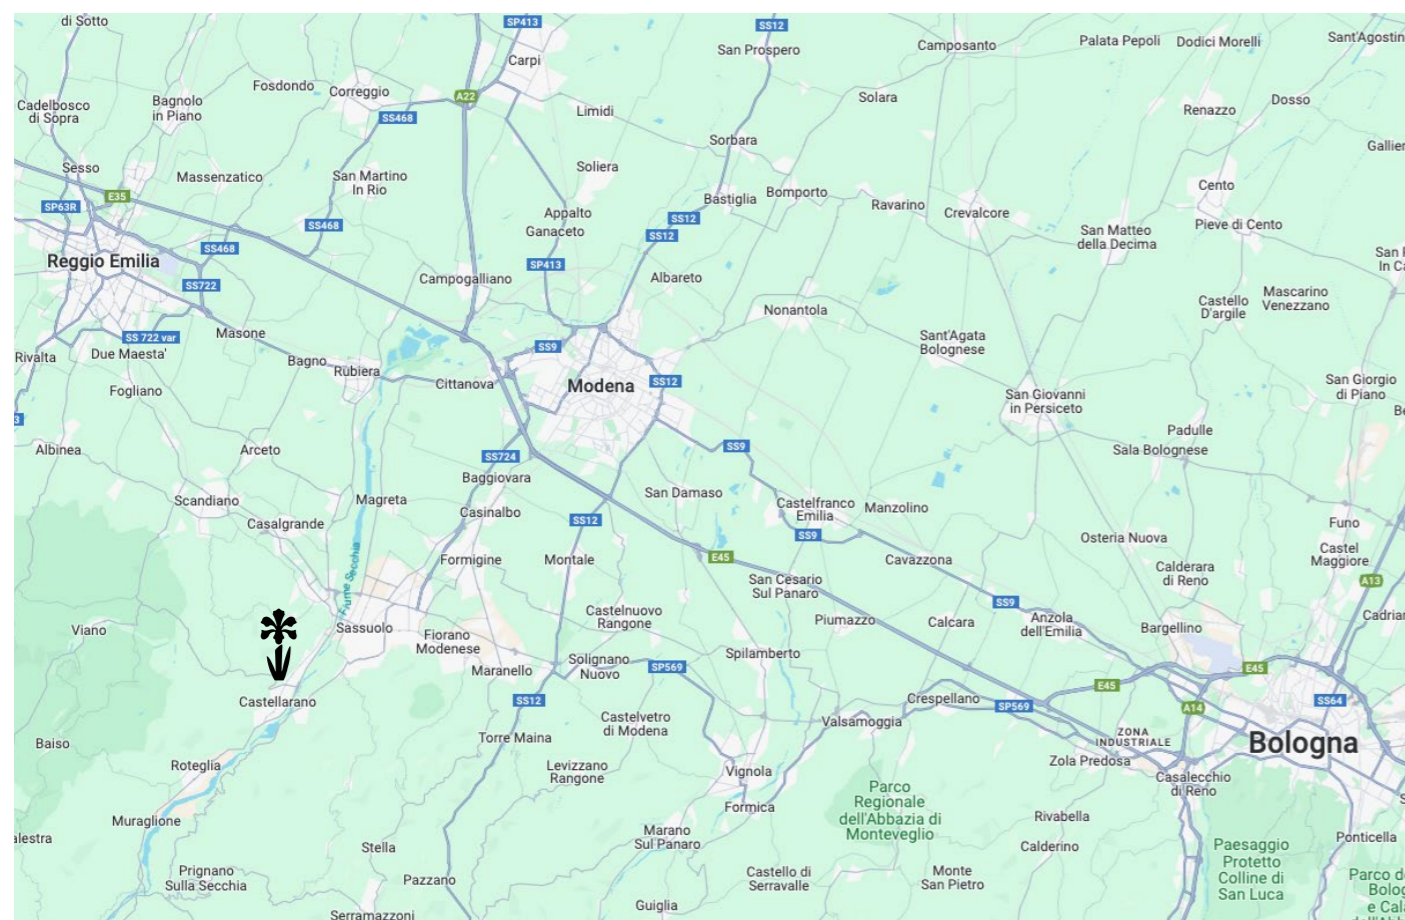 di Sotto
SP413
SS12
Carpi
San Prospero
Camposanto
Palata Pepoli
Dodici Morelli
Sant'Agostin
Fosdondo
Correggio
A22
Cadelbosco
di Sopra
Bagnolo
in Piano
SS468
Limidi
Solara
Renazzo
Dosso
Sorbara
Gallier
Sesso
Massenzatico
San Martino
In Rio
Soliera
E35
SP63R
Bastiglia
Bomporto
Ravarino
Crevalcore
Cento
Pieve di Cento
Appalto
Ganaceto
SS12
SS12
SS468
SS468
San Matteo
della Decima
Reggio Emilia
SP413
SS722
Campogalliano
Albareto
Nonantola
Castello
D'argile
Mascarino
Venezzano
Masone
SS 722 var
Rivalta
Due Maesta'
Bagno
Rubiera
SS9
Sant'Agata
Bolognese
Fogliano
Cittanova
Modena
SS12
San Giovanni
in Persiceto
San Giorgio
di Piano
3
Albinea
Arceto
SS724
SS9
Padulle
Sala Bolognese
Baggiovara
Scandiano
Magreta
San Damaso
Castelfranco
Emilia
Manzolino
Casalgrande
Casinalbo
SS12
SS9
Funo
Osteria Nuova
Castel
Maggiore
Fiume Secchia
Formigine
Montale
E45
Cavazzona
Calderara
di Reno
A13
San Cesario
Sul Panaro
SS9
Viano
Sassuolo
Castelnuovo
Rangone
Piumazzo
Calcara
Anzola
dell'Emilia
Bargellino
Cadrian
Fiorano
Modenese
Maranello
Solignano
Nuovo
SP569
Spilamberto
E45
E45
Castellarano
SS12
Crespellano
SP569
A14
SS64
Baiso
Torre Maina
Castelvetro
di Modena
Valsamoggia
ZONA
INDUSTRIALE
Bologna
Roteglia
Levizzano
Rangone
Vignola
Zola Predosa
Casalecchio
di Reno
Muraglione
Formica
Parco
Regionale
dell'Abbazia di
Monteveglio
Rivabella
alestra
Stella
Marano
Sul Panaro
Calderino
Paesaggio
Protetto
Colline di
San Luca
Ponticella
Prignano
Sulla Secchia
Pazzano
Castello di
Serravalle
Monte
San Pietro
Serramazzoni
Guiglia